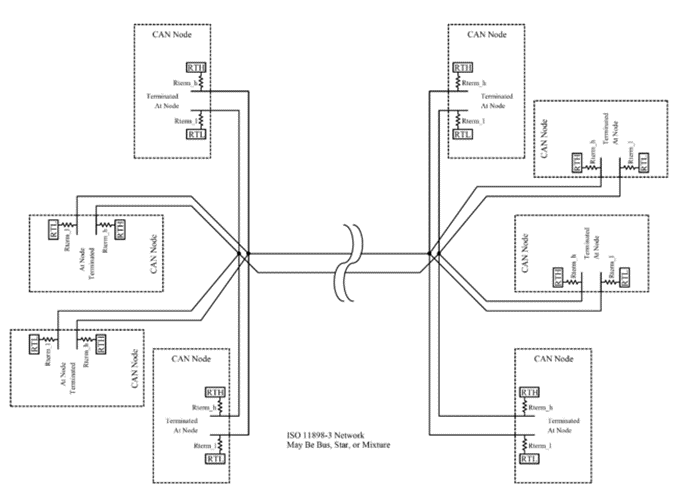 CAN Node
RTH
Rterm_h
Terminated
At Node
Rterm_l
RTL
CAN Node
RTH
Rterm_h
Terminated
At Node
Rterm_l
RTL
CAN Node
RTH
Rterm_h
Terminated
At Node
Rterm_l
RTL
RTL
Rterm_l
At Node
Terminated
Rterm_h
RTH
CAN Node
CAN Node
RTH
Rterm_h
Terminated
At Node
Rterm_l
RTL
RTL
Rterm_l
At Node
Terminated
Rterm_h
RTH
CAN Node
CAN Node
RTH
Rterm_h
Terminated
At Node
Rterm_l
RTL
CAN Node
RTH
Rterm_h
Terminated
At Node
Rterm_l
RTL
ISO 11898-3 Network
May Be Bus, Star, or Mixture